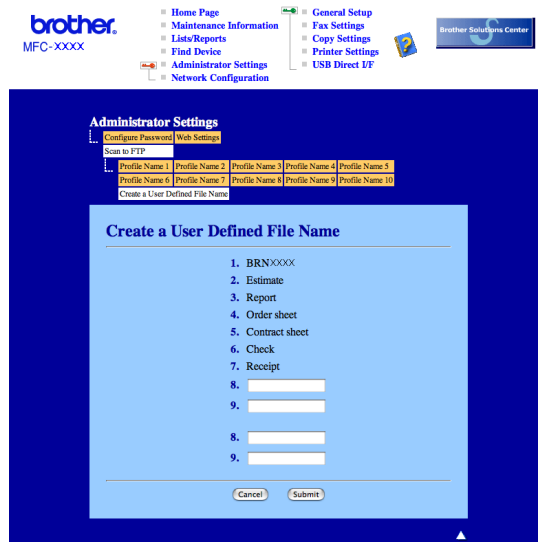 brother®
MFC-XXXX
Home Page
Maintenance Information
Lists/Reports
Find Device
Administrator Settings
Network Configuration
General Setup
Fax Settings
Copy Settings
Printer Settings
USB Direct I/F
Brother Solutions Center
Administrator Settings
Configure Password Web Settings
Scan to FTP
Profile Name 1 Profile Name 2 Profile Name 3 Profile Name 4 Profile Name 5
Profile Name 6 Profile Name 7 Profile Name 8 Profile Name 9 Profile Name 10
Create a User Defined File Name
Create a User Defined File Name
1. BRNXXXX
2. Estimate
3. Report
4. Order sheet
5. Contract sheet
6. Check
7. Receipt
8.
9.
8.
9.
Cancel Submit